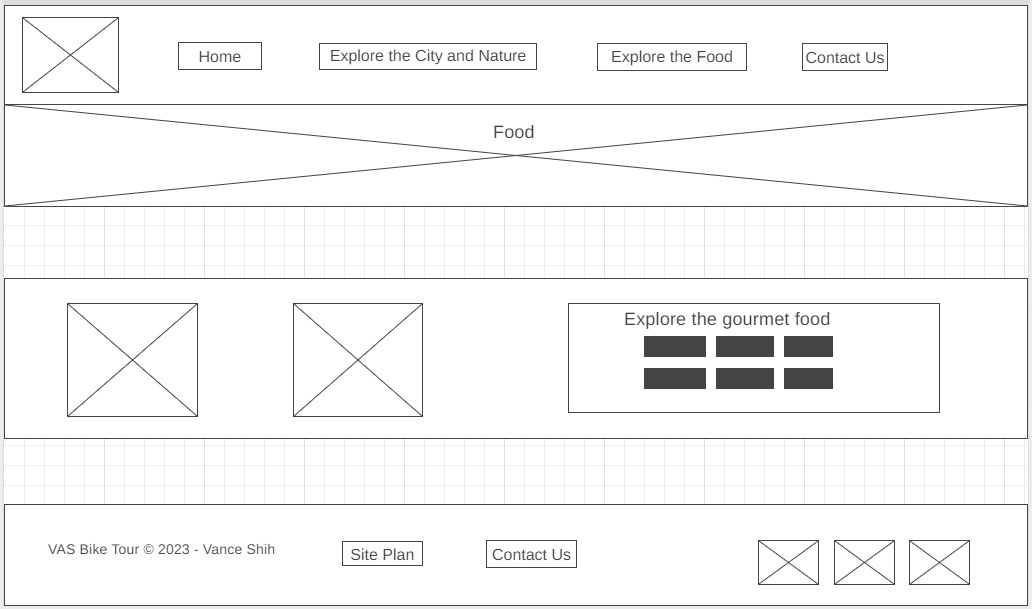 Home
Explore the City and Nature
Explore the Food
Contact Us
Food
Explore the gourmet food
VAS Bike Tour © 2023 - Vance Shih
Site Plan
Contact Us